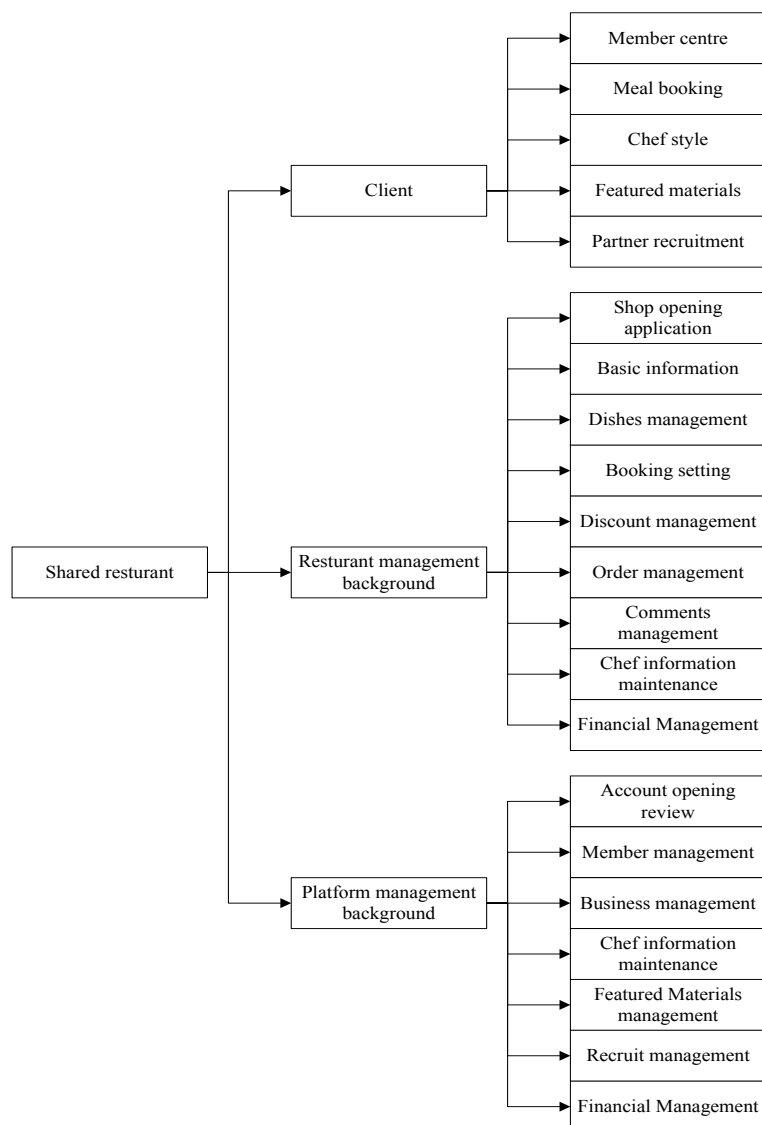 Member centre
Meal booking
Chef style
Client
Featured materials
Partner recruitment
Shop opening
application
Basic information
Dishes management
Booking setting
Discount management
Shared resturant
Resturant management
background
Order management
Comments
management
Chef information
maintenance
Financial Management
Account opening
review
Member management
Platform management
background
Business management
Chef information
maintenance
Featured Materials
management
Recruit management
Financial Management